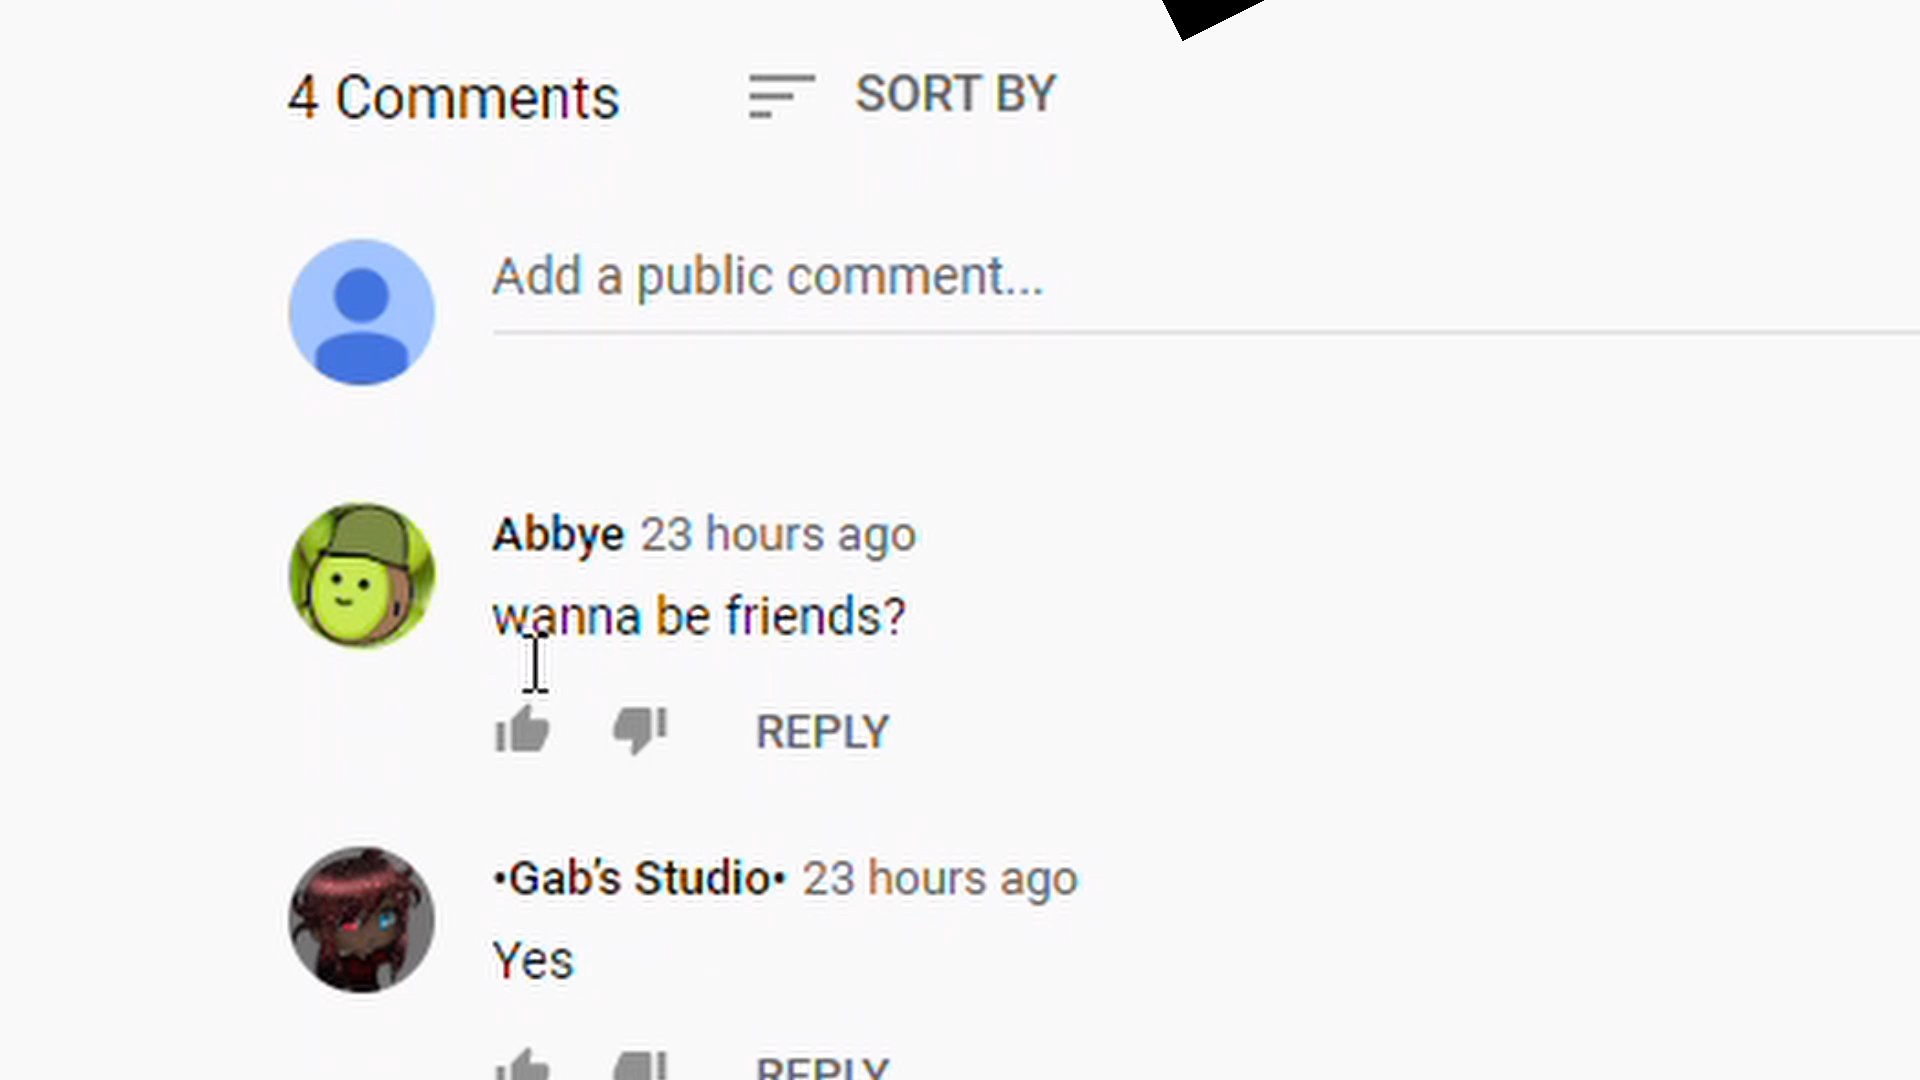 4 Comments
SORT BY
Add a public comment...
Abbye 23 hours ago
wanna be friends?
REPLY
•Gab's Studio• 23 hours ago
Yes
REPLY